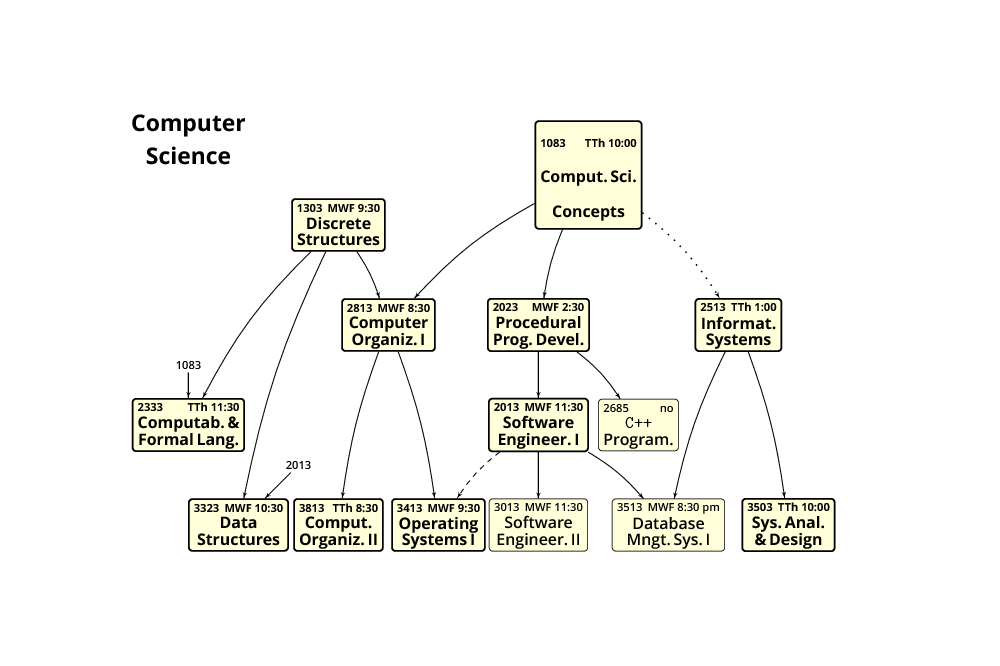 Computer
Science
1083 TTh 10:00
Comput. Sci.
Concepts
1303 MWF 9:30
Discrete
Structures
2813 MWF 8:30
Computer
Organiz. I
2023 MWF 2:30
Procedural
Prog. Devel.
2513 TTh 1:00
Informat.
Systems
1083
2333 TTh 11:30
Computab. &
Formal Lang.
2013 MWF 11:30
Software
Engineer. I
2685 no
C++
Program.
2013
3323 MWF 10:30
Data
Structures
3813 TTh 8:30
Comput.
Organiz. II
3413 MWF 9:30
Operating
Systems I
3013 MWF 11:30
Software
Engineer. II
3513 MWF 8:30 pm
Database
Mngt. Sys. I
3503 TTh 10:00
Sys. Anal.
& Design